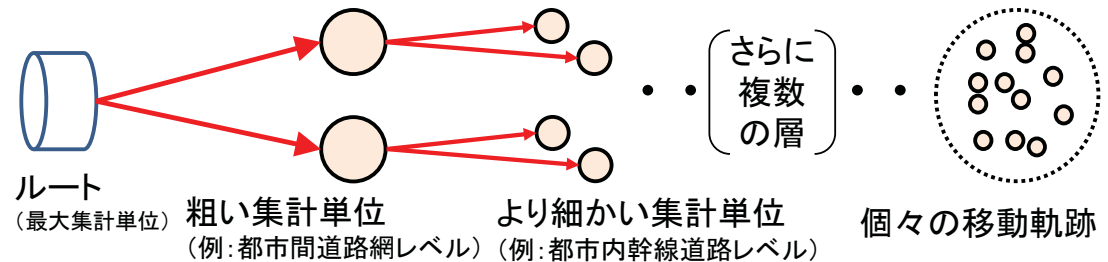 さらに
複数
の層
ルート
（最大集計単位）
粗い集計単位
（例：都市間道路網レベル）
より細かい集計単位
（例：都市内幹線道路レベル）
個々の移動軌跡